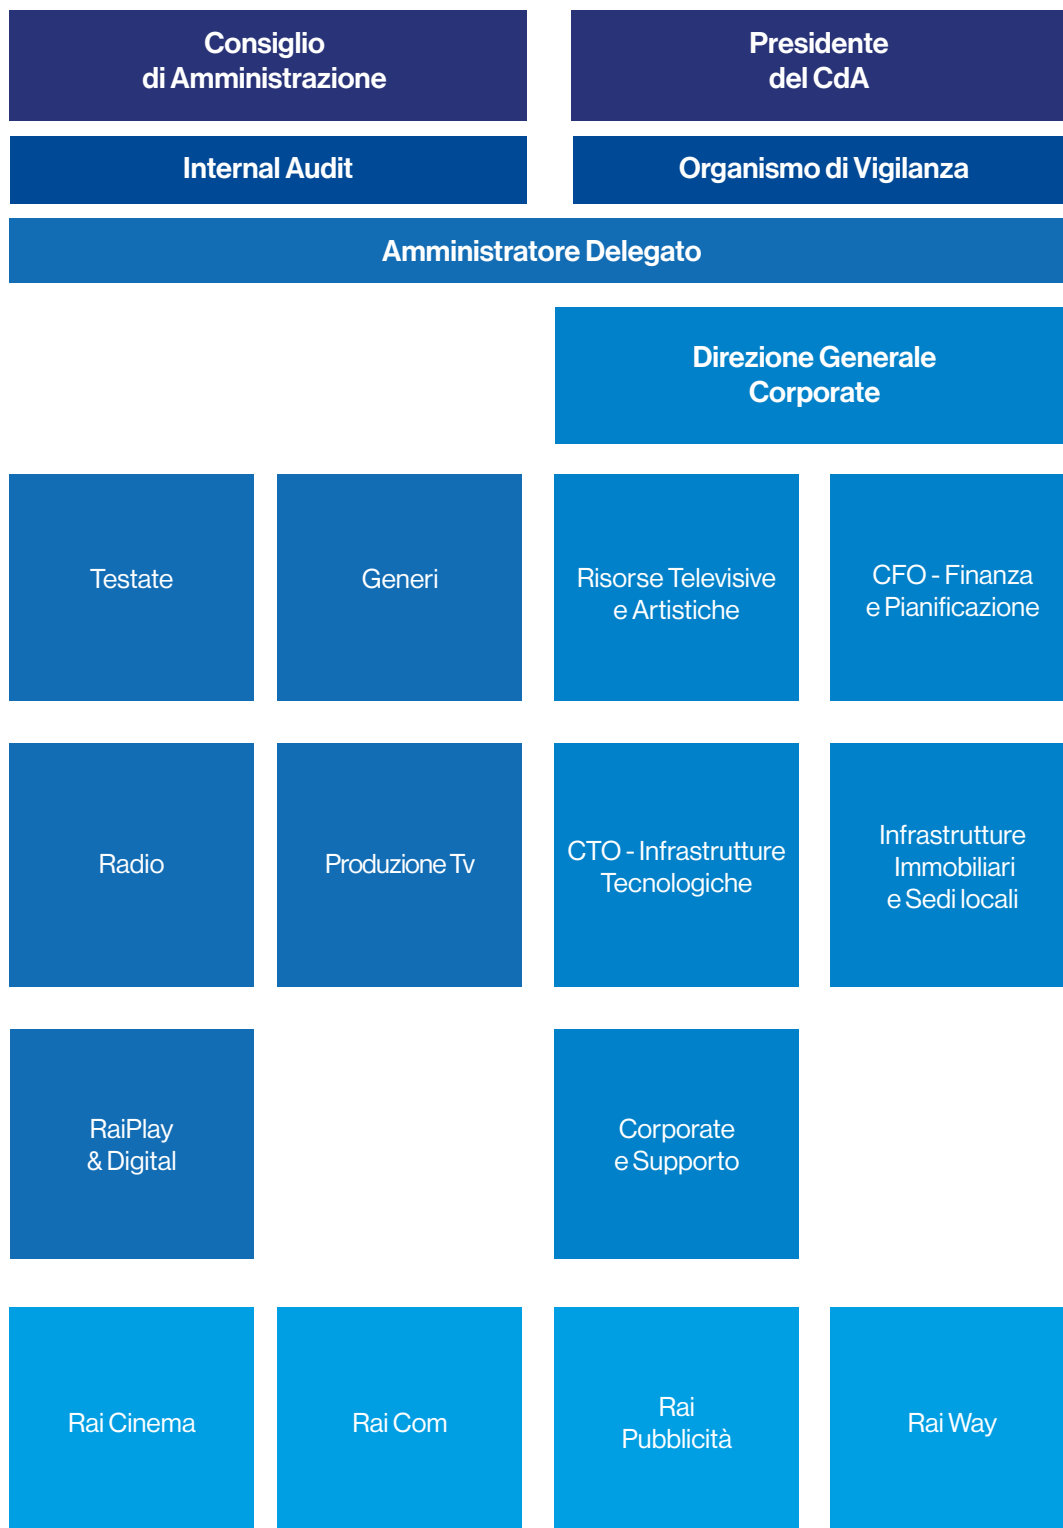 Consiglio
di Amministrazione
Presidente
del CdA
Internal Audit
Organismo di Vigilanza
Amministratore Delegato
Direzione Generale
Corporate
Testate
Generi
Risorse Televisive
e Artistiche
CFO - Finanza
e Pianificazione
Radio
Produzione Tv
CTO - Infrastrutture
Tecnologiche
Infrastrutture
Immobiliari
e Sedi locali
RaiPlay
& Digital
Corporate
e Supporto
Rai Cinema
Rai Com
Rai
Pubblicità
Rai Way